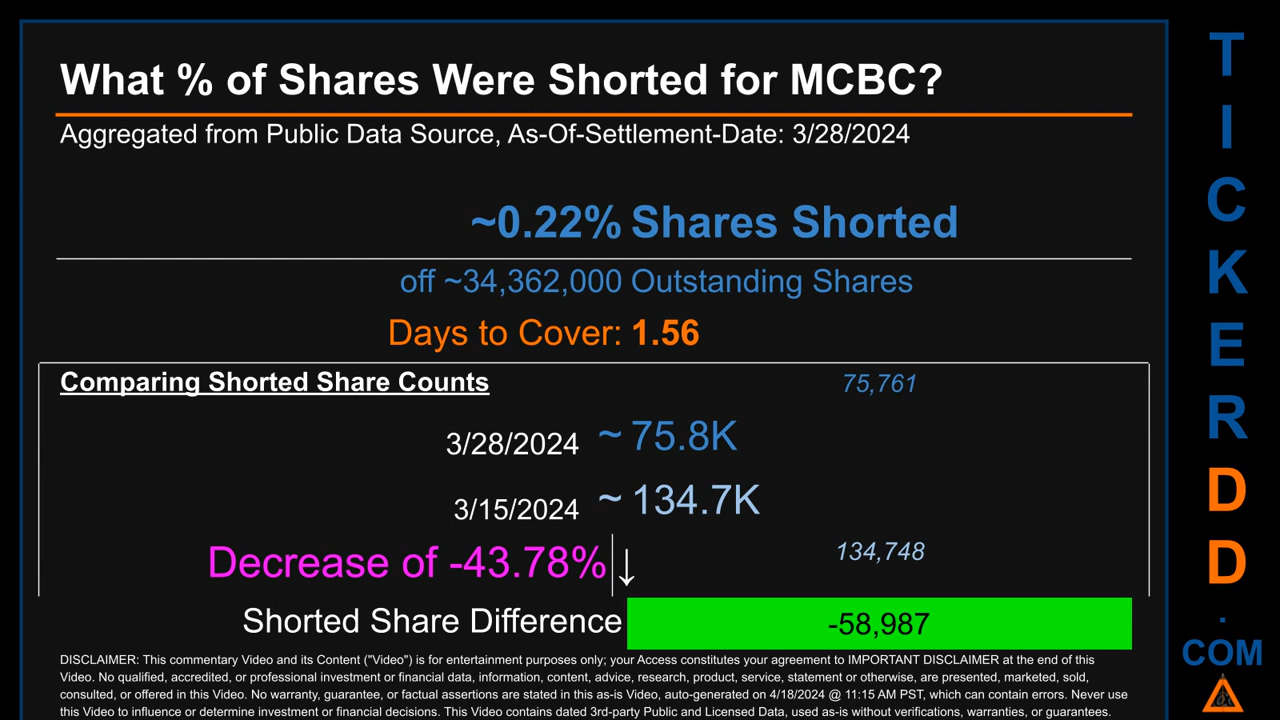 What % of Shares Were Shorted for MCBC?
Aggregated from Public Data Source, As-Of-Settlement-Date: 3/28/2024
~0.22% Shares Shorted
off ~34,362,000 Outstanding Shares
Days to Cover: 1.56
Comparing Shorted Share Counts
75,761
3/28/2024 ~ 75.8K
3/15/2024 ~ 134.7K
134,748
Decrease of -43.78% ↓
Shorted Share Difference -58,987
DISCLAIMER: This commentary Video and its Content ("Video") is for entertainment purposes only; your Access constitutes your agreement to IMPORTANT DISCLAIMER at the end of this
Video. No qualified, accredited, or professional investment or financial data, information, content, advice, research, product, service, statement or otherwise, are presented, marketed, sold,
consulted, or offered in this Video. No warranty, guarantee, or factual assertions are stated in this as-is Video, auto-generated on 4/18/2024 @ 11:15 AM PST, which can contain errors. Never use
this Video to influence or determine investment or financial decisions. This Video contains dated 3rd-party Public and Licensed Data, used as-is without verifications, warranties, or guarantees.
T
I
C
K
E
R
D
D
.
COM